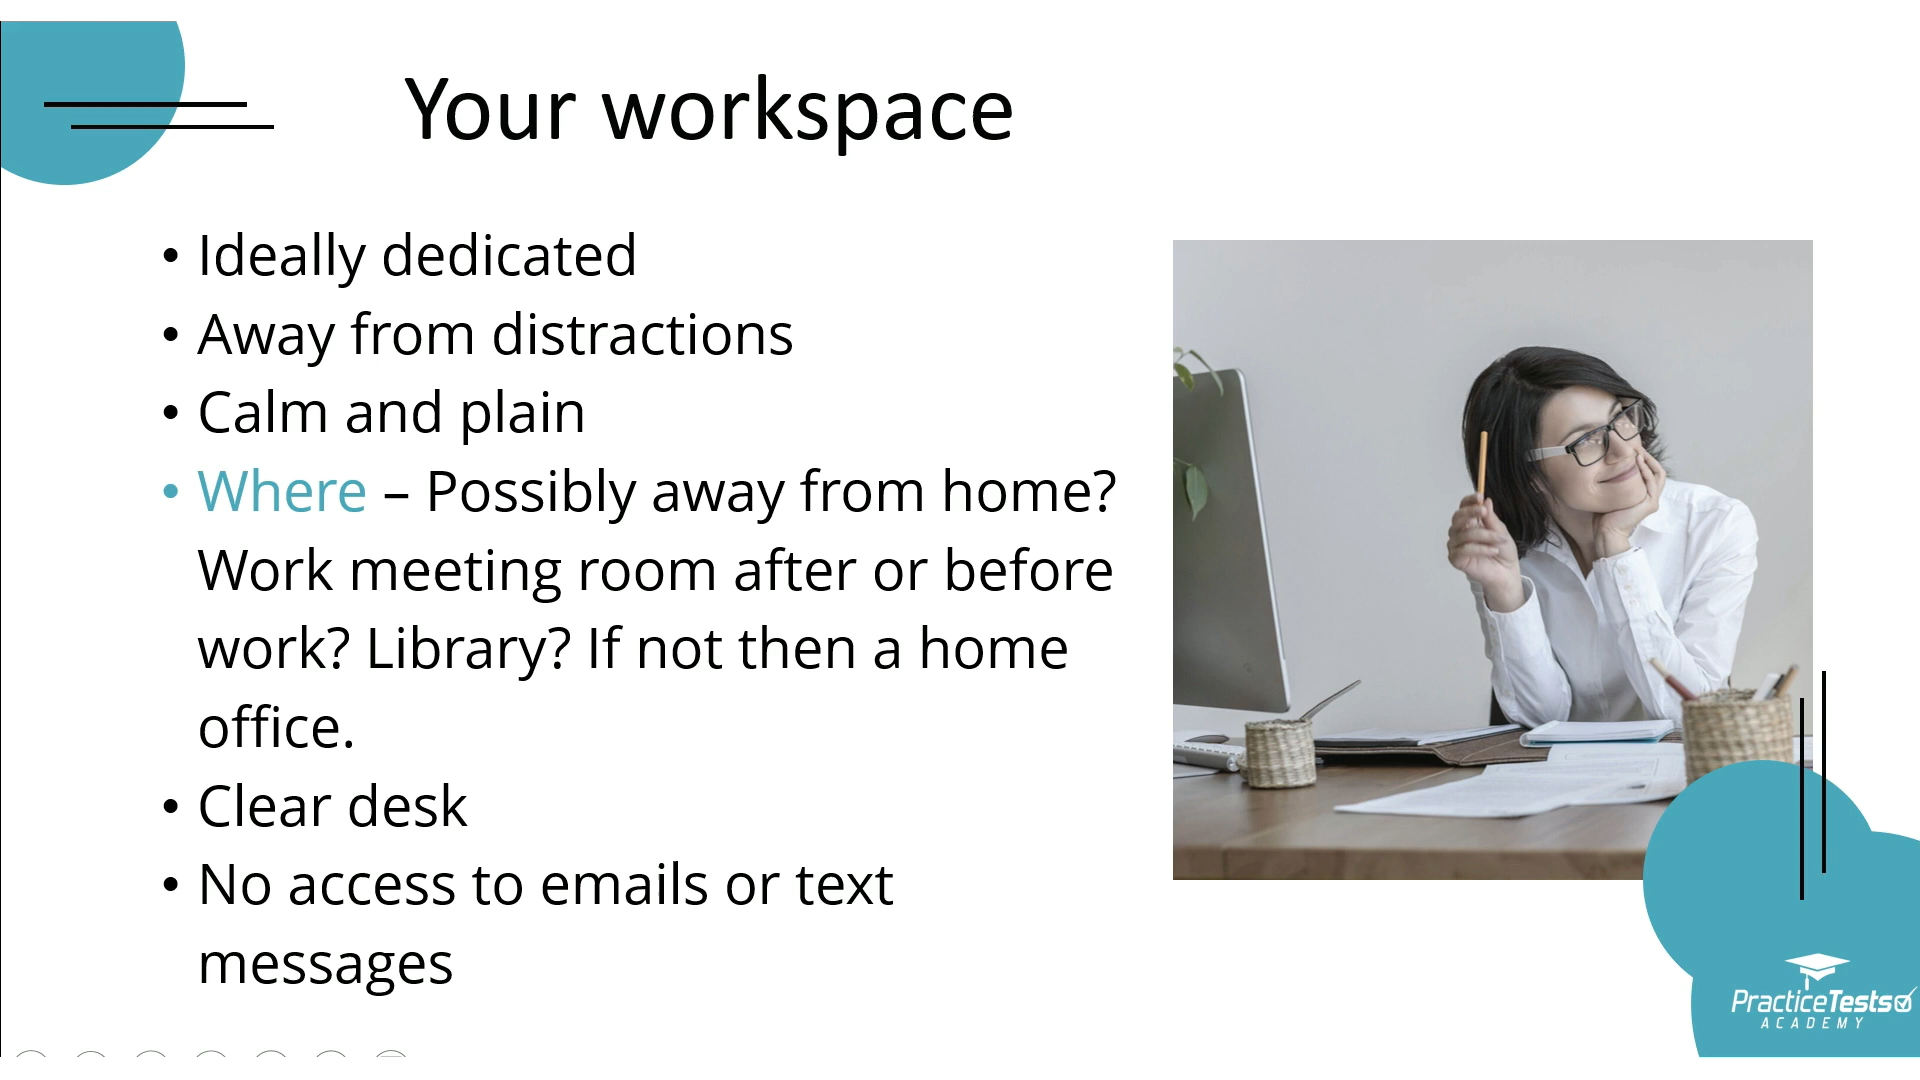 Your workspace
• Ideally dedicated
• Away from distractions
• Calm and plain
• Where – Possibly away from home?
Work meeting room after or before
work? Library? If not then a home
office.
• Clear desk
• No access to emails or text
messages
PracticeTests
ACADEMY